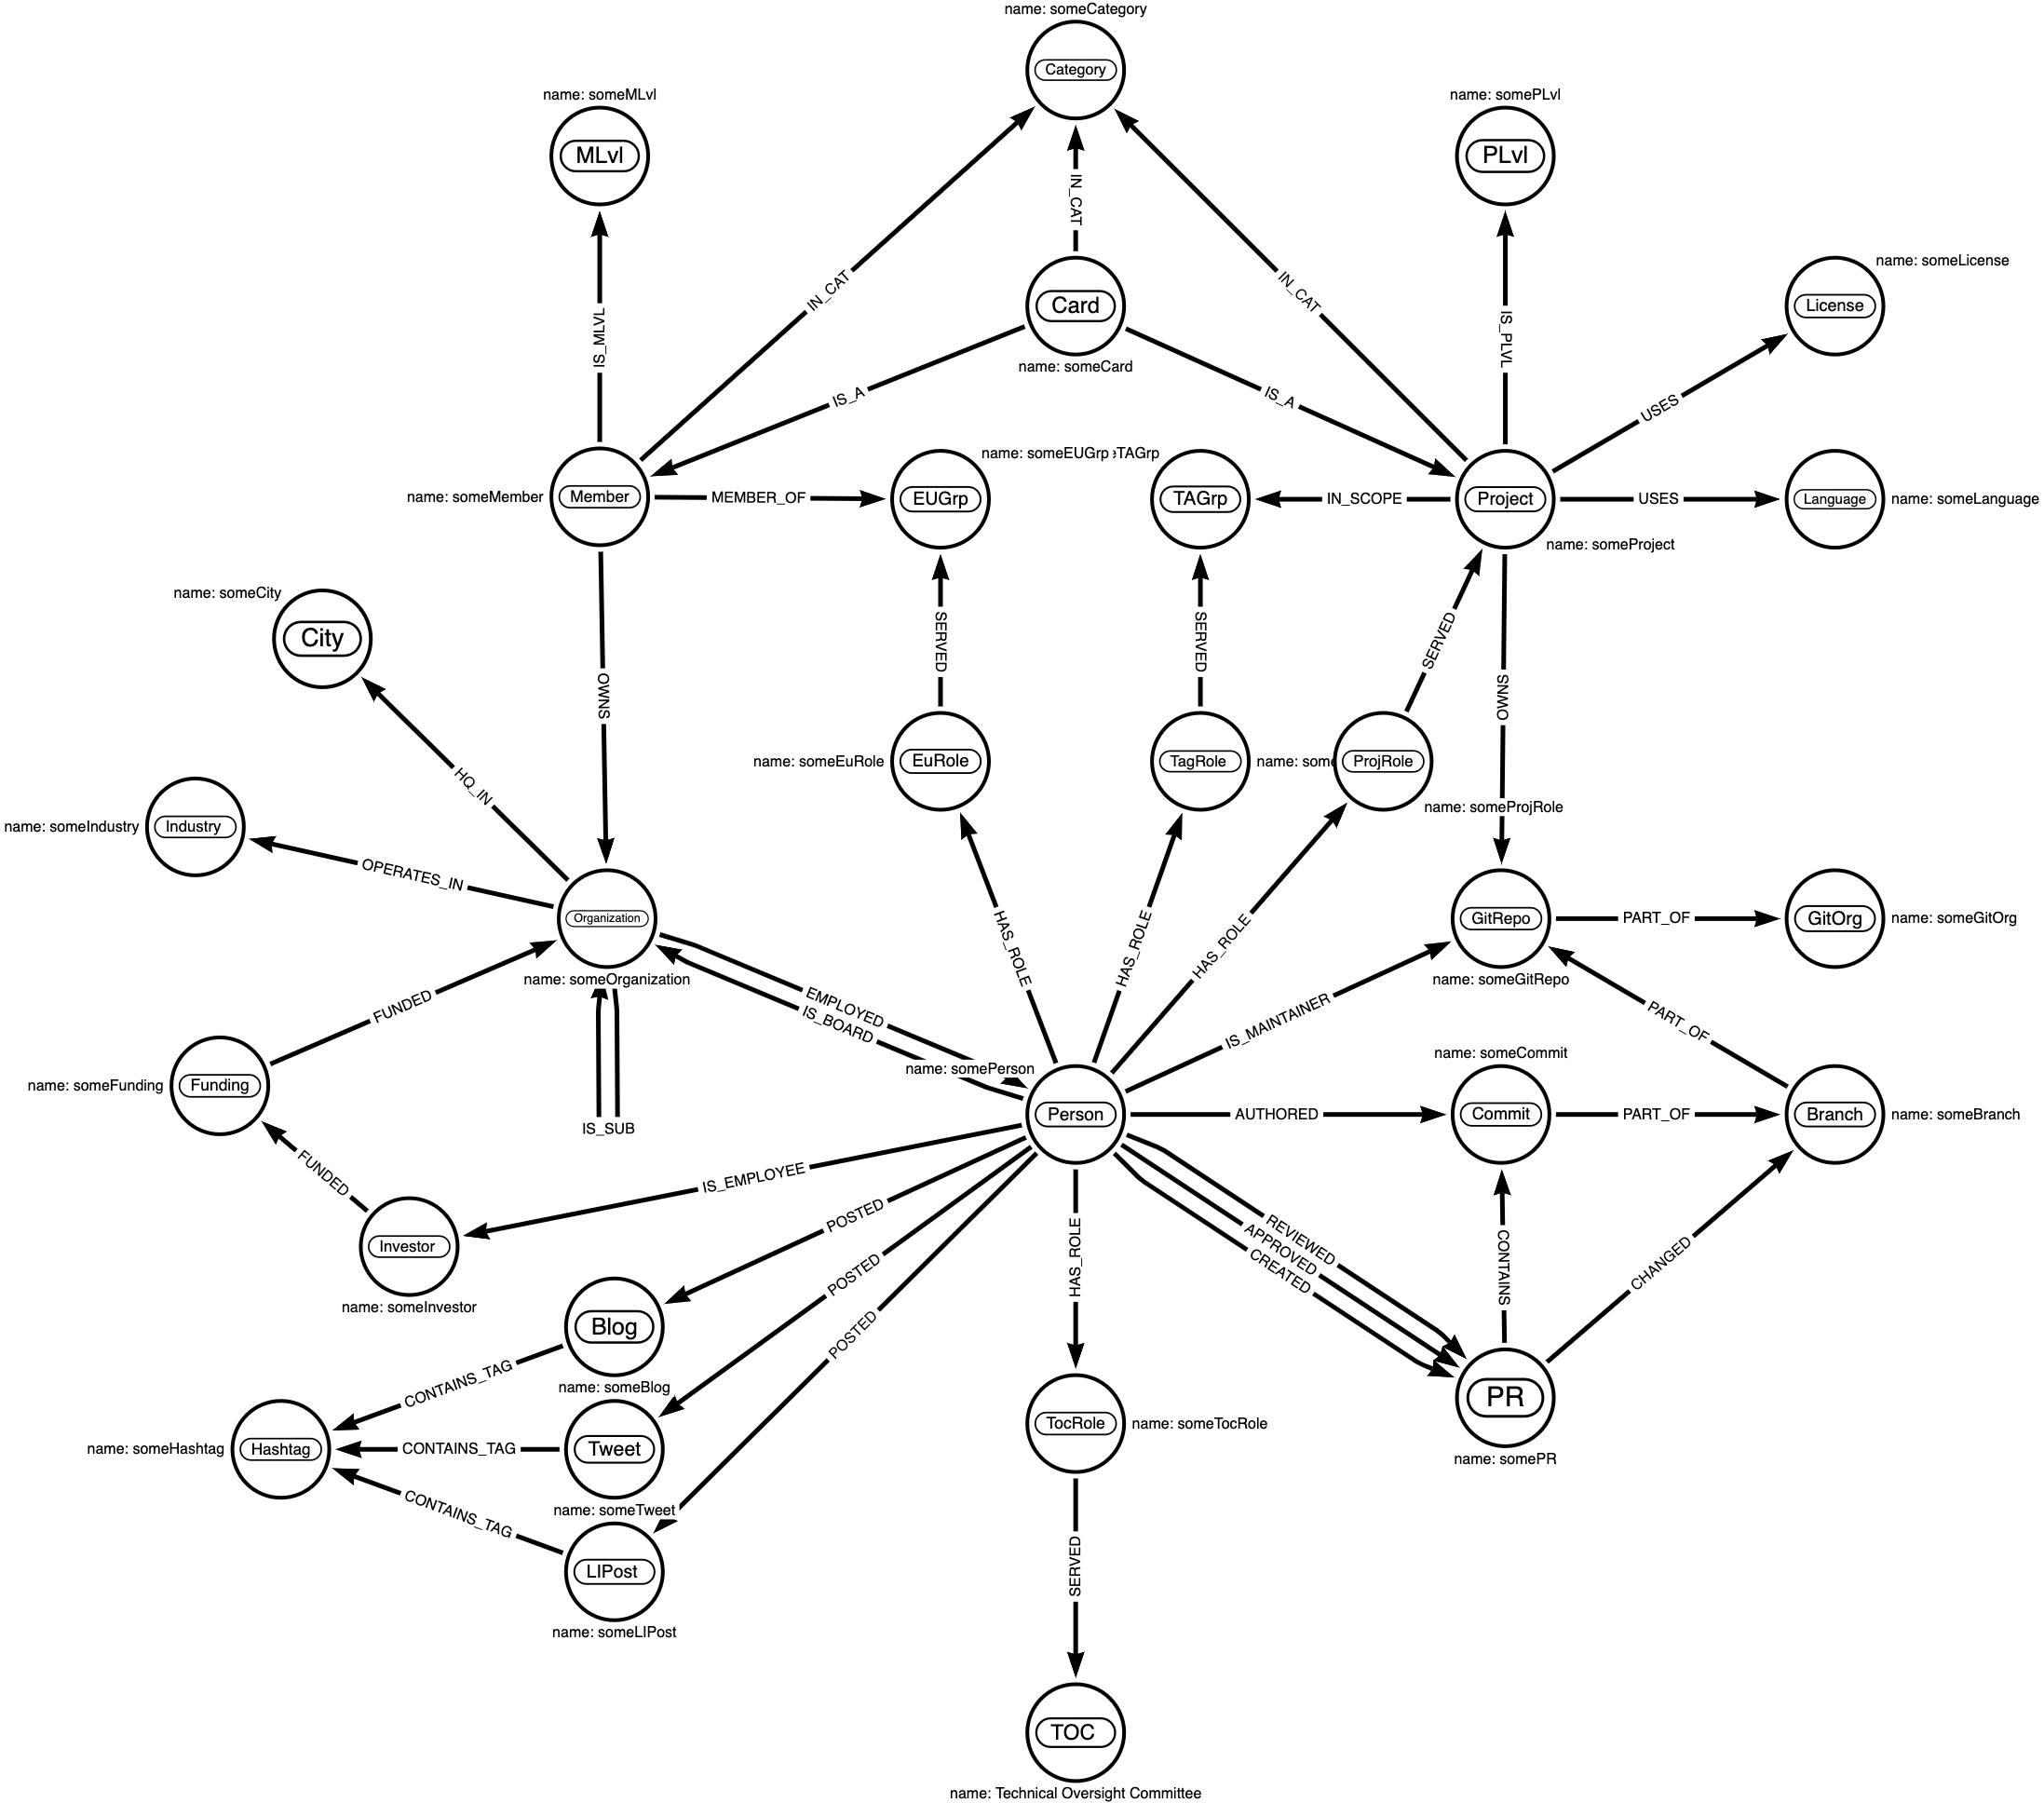 name: someCategory
Category
name: someMLvl
MLvl
name: somePLvl
PLvl
IN_CAT
IN_CAT
IN_CAT
IS_MLVL
Card
name: someCard
IS_PLVL
name: someLicense
License
IS_A
IS_A
USES
name: someMember
Member
MEMBER_OF
name: someEUGrp
eTAGrp
EUGrp
TAGrp
IN_SCOPE
Project
name: someProject
USES
Language
name: someLanguage
name: someCity
City
OWNS
SERVED
SERVED
SERVED
OWNS
HQ_IN
name: someEuRole
EuRole
TagRole
name: some
ProjRole
name: someProjRole
name: someIndustry
Industry
OPERATES_IN
Organization
name: someOrganization
HAS_ROLE
HAS_ROLE
HAS_ROLE
GitRepo
name: someGitRepo
PART_OF
GitOrg
name: someGitOrg
FUNDED
EMPLOYED
IS_BOARD
IS_MAINTAINER
PART_OF
name: someFunding
Funding
IS_SUB
name: somePerson
Person
AUTHORED
name: someCommit
Commit
PART_OF
Branch
name: someBranch
FUNDED
IS_EMPLOYEE
Investor
name: someInvestor
POSTED
POSTED
POSTED
HAS_ROLE
REVIEWED
APPROVED
CREATED
CONTAINS
CHANGED
Blog
name: someBlog
CONTAINS_TAG
name: someHashtag
Hashtag
CONTAINS_TAG
Tweet
name: someTweet
CONTAINS_TAG
LIPost
name: someLIPost
TocRole
name: someTocRole
PR
name: somePR
SERVED
TOC
name: Technical Oversight Committee